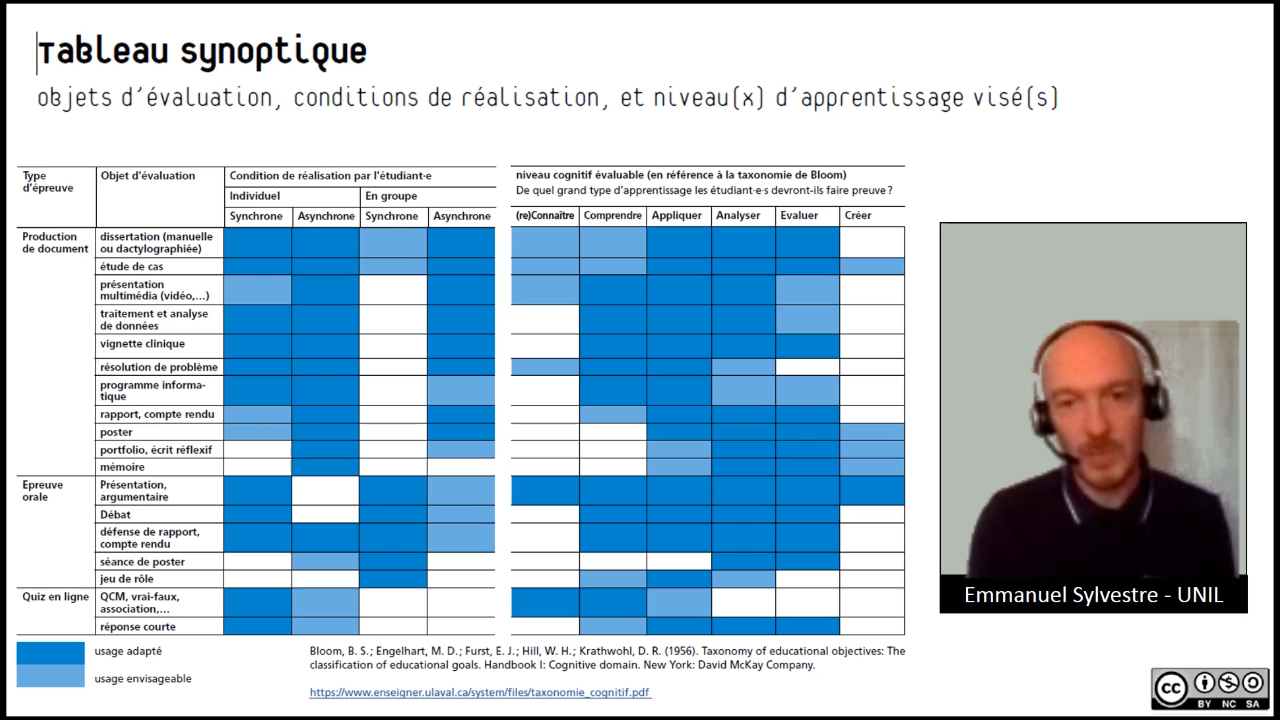 Tableau synoptique
objets d'évaluation, conditions de réalisation, et niveau(x) d'apprentissage visé(s)
Type
d'épreuve
Objet d'évaluation
Condition de réalisation par l'étudiant·e
Individuel
En groupe
Synchrone
Asynchrone
Synchrone
Asynchrone
niveau cognitif évaluable (en référence à la taxonomie de Bloom)
De quel grand type d'apprentissage les étudiant·e·s devront-ils faire preuve ?
(re)Connaître
Comprendre
Appliquer
Analyser
Evaluer
Créer
Production
de document
dissertation (manuelle
ou dactylographiée)
étude de cas
présentation
multimédia (vidéo,…)
traitement et analyse
de données
vignette clinique
résolution de problème
programme informa-
tique
rapport, compte rendu
poster
portfolio, écrit réflexif
mémoire
Epreuve
orale
Présentation,
argumentaire
Débat
défense de rapport,
compte rendu
séance de poster
jeu de rôle
Quiz en ligne
QCM, vrai-faux,
association,…
réponse courte
usage adapté
usage envisageable
Bloom, B. S.; Engelhart, M. D.; Furst, E. J.; Hill, W. H.; Krathwohl, D. R. (1956). Taxonomy of educational objectives: The
classification of educational goals. Handbook I: Cognitive domain. New York: David McKay Company.
https://www.enseigner.ulaval.ca/system/files/taxonomie_cognitif.pdf
Emmanuel Sylvestre - UNIL
cc
BY NC SA